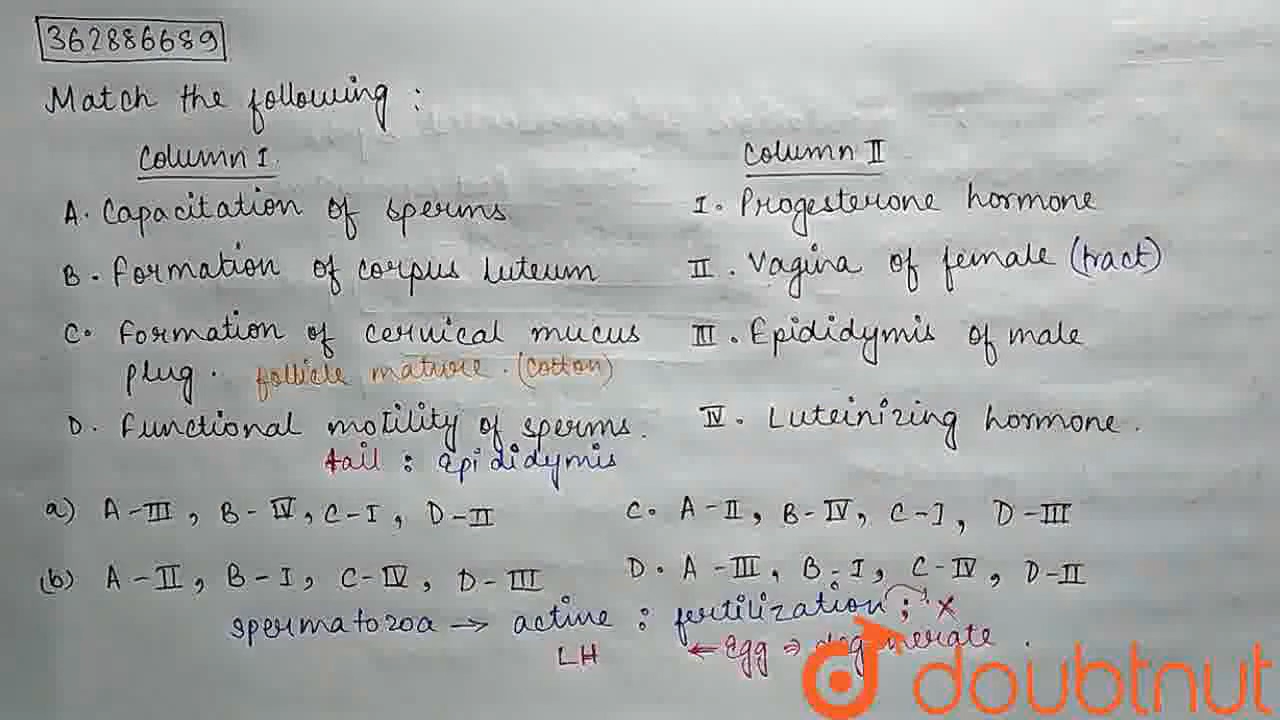 362886689
Match the following :
Column I. Column II
A. Capacitation of sperms I. Progesterone hormone
B. Formation of corpus luteum II. Vagina of female (tract)
C. Formation of cervical mucus III. Epididymis of male
plug. follicle mature. (cotton)
D. Functional motility of sperms. IV. Luteinizing hormone.
tail : epididymis
a) A-III, B-IV, C-I, D-II C. A-II, B-IV, C-I, D-III
(b) A-II, B-I, C-IV, D-III D. A-III, B-I, C-IV, D-II
spermatozoa → active : fertilization ; x
LH ← egg ⇒ degenerate.
doubtnut